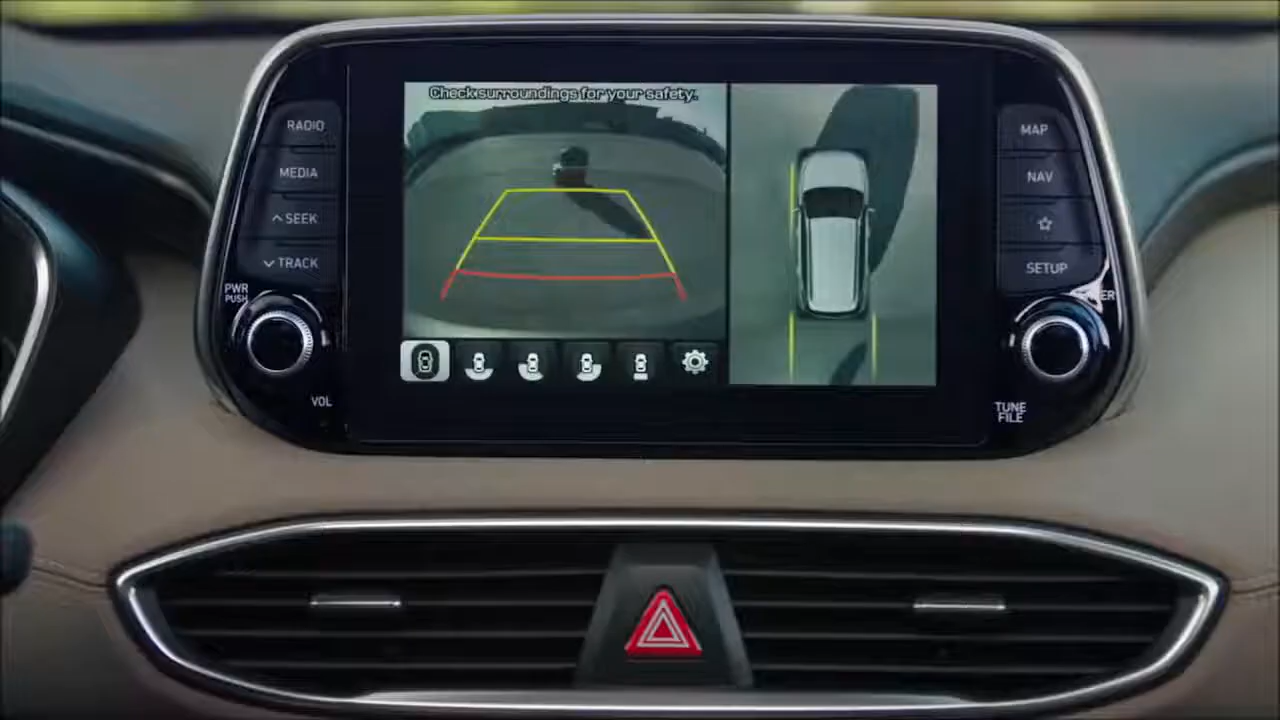 Check surroundings for your safety.
RADIO
MEDIA
SEEK
TRACK
PWR
PUSH
VOL
MAP
NAV
SETUP
TUNE
FILE